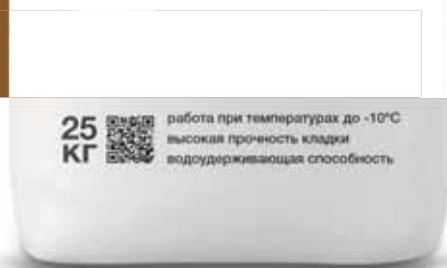 25
КГ
работа при температурах до -10°С
высокая прочность кладки
водоудерживающая способность